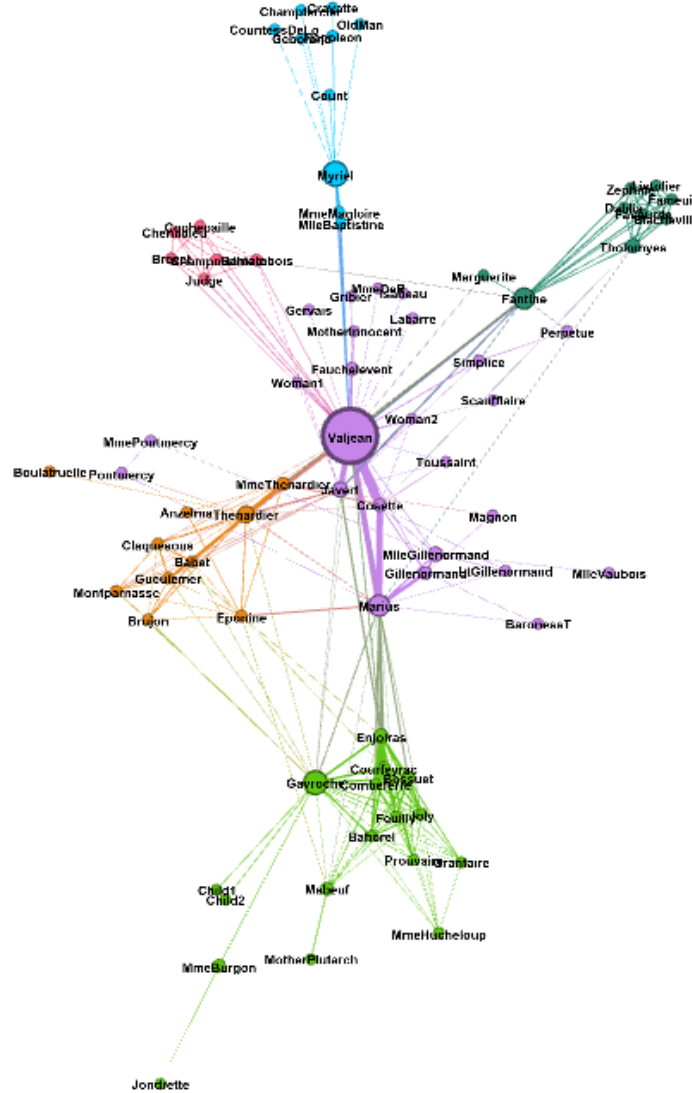 Champtercier
Cravatte
OldMan
CountessDeLo
Geborand
Napoleon
Count
Myriel
MmeMagloire
MlleBaptistine
Zephine
Listolier
Fameuil
Dahlia
Favourite
Blacheville
Tholomyes
Cochepaille
Chenildieu
Brevet
Champmathieu
Bamatabois
Judge
Marguerite
Fantine
MmeDeR
Isabeau
Gribier
Gervais
Labarre
MotherInnocent
Perpetue
Simplice
Fauchelevent
Woman1
Scaufflaire
Woman2
Valjean
MmePontmercy
Boulatruelle
Pontmercy
Toussaint
MmeThenardier
Javert
Cosette
Anzelma
Thenardier
Magnon
Claquesous
Babet
MlleGillenormand
Gueulemer
Gillenormand
LtGillenormand
MlleVaubois
Montparnasse
Marius
Brujon
Eponine
BaronessT
Enjolras
Courfeyrac
Bossuet
Gavroche
Combeferre
Feuilly
Joly
Bahorel
Prouvaire
Grantaire
Child1
Child2
Mabeuf
MmeHucheloup
MotherPlutarch
MmeBurgon
Jondrette